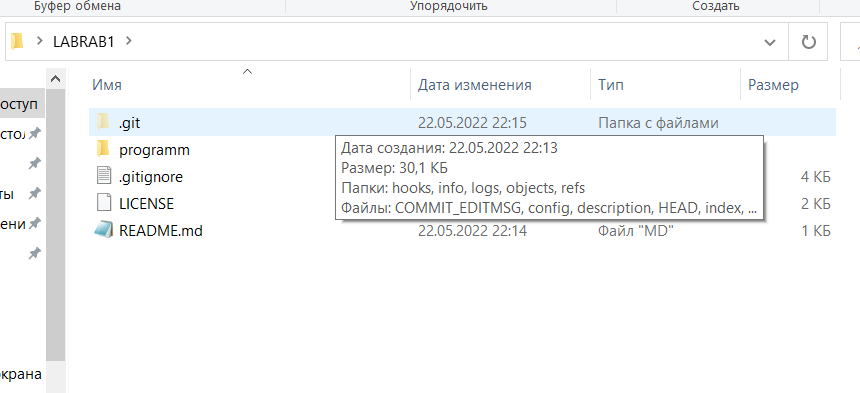 Буфер обмена
Упорядочить
Создать
LABRAB1
Имя
Дата изменения
Тип
Размер
оступ
.git
22.05.2022 22:15
Папка с файлами
стол
programm
Дата создания: 22.05.2022 22:13
Размер: 30,1 КБ
Папки: hooks, info, logs, objects, refs
Файлы: COMMIT_EDITMSG, config, description, HEAD, index, ...
.gitignore
4 КБ
ты
LICENSE
2 КБ
ени
README.md
22.05.2022 22:14
Файл "MD"
1 КБ
экрана